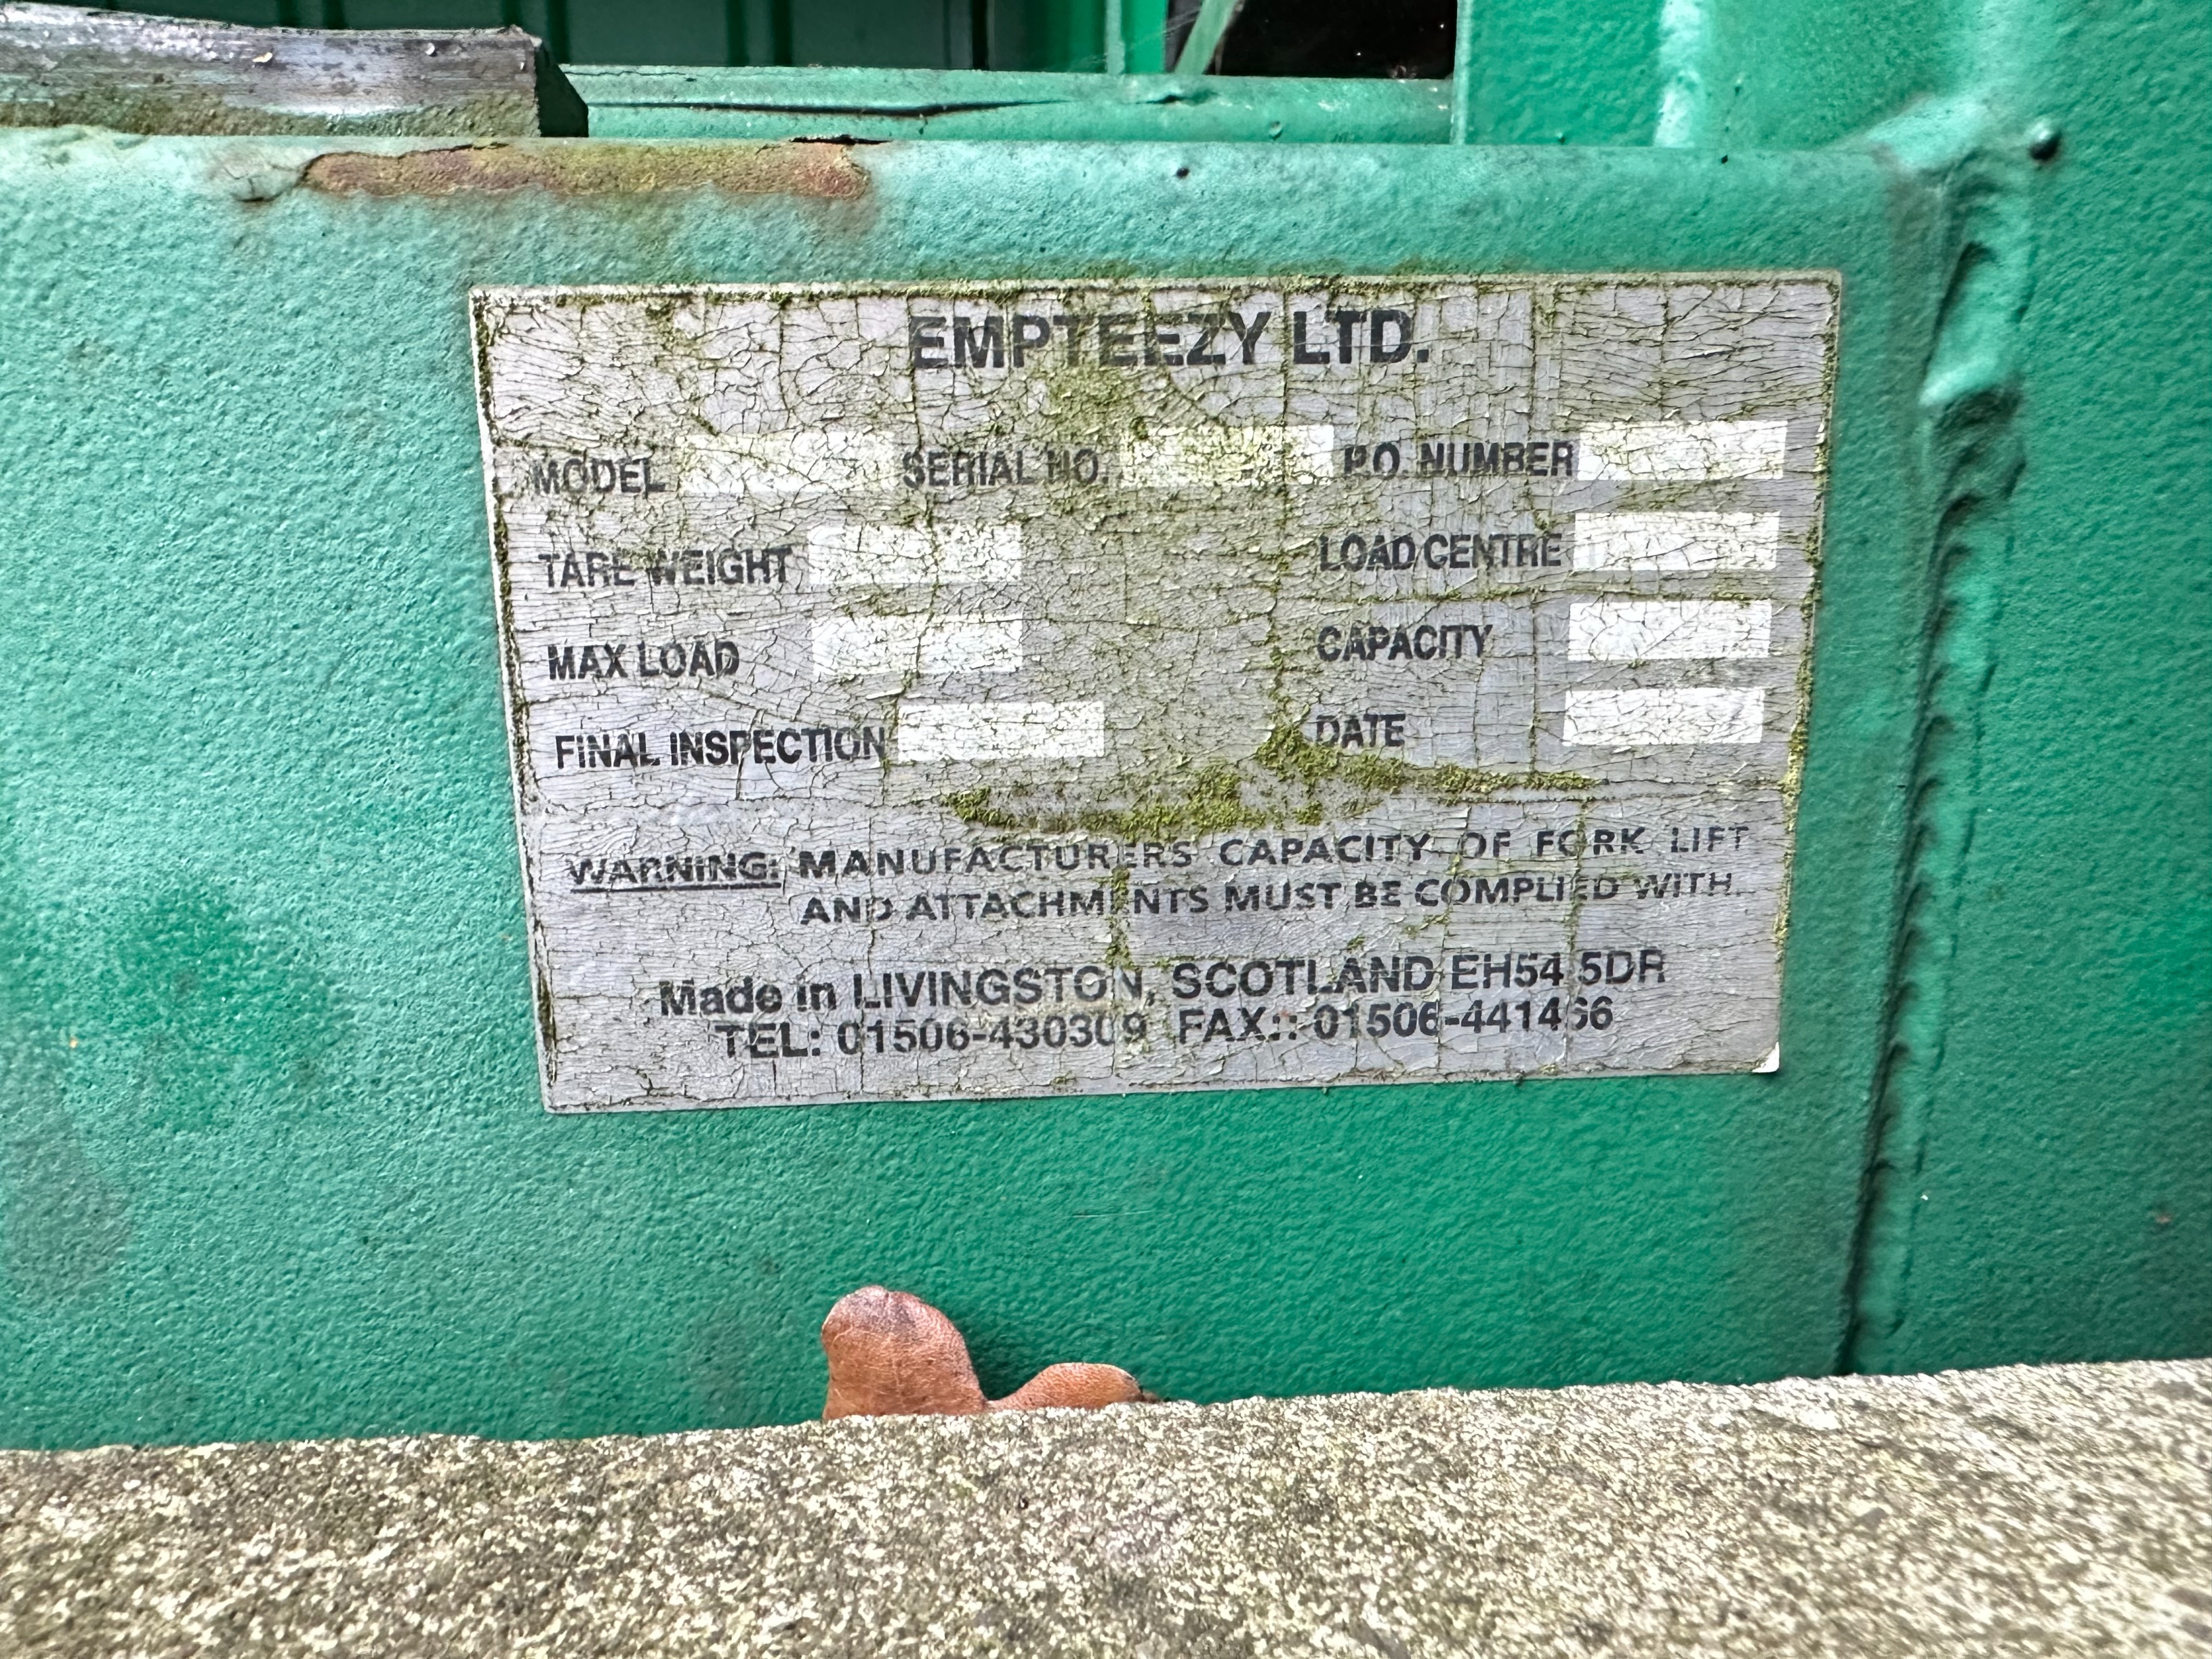 EMPTEEZY LTD.
MODEL SERIAL NO. P.O. NUMBER
TARE WEIGHT LOAD CENTRE
MAX LOAD CAPACITY
FINAL INSPECTION DATE
WARNING: MANUFACTURERS CAPACITY OF FORK LIFT
AND ATTACHMENTS MUST BE COMPLIED WITH.
Made in LIVINGSTON, SCOTLAND EH54 5DR
TEL: 01506-430309 FAX:: 01506-441466